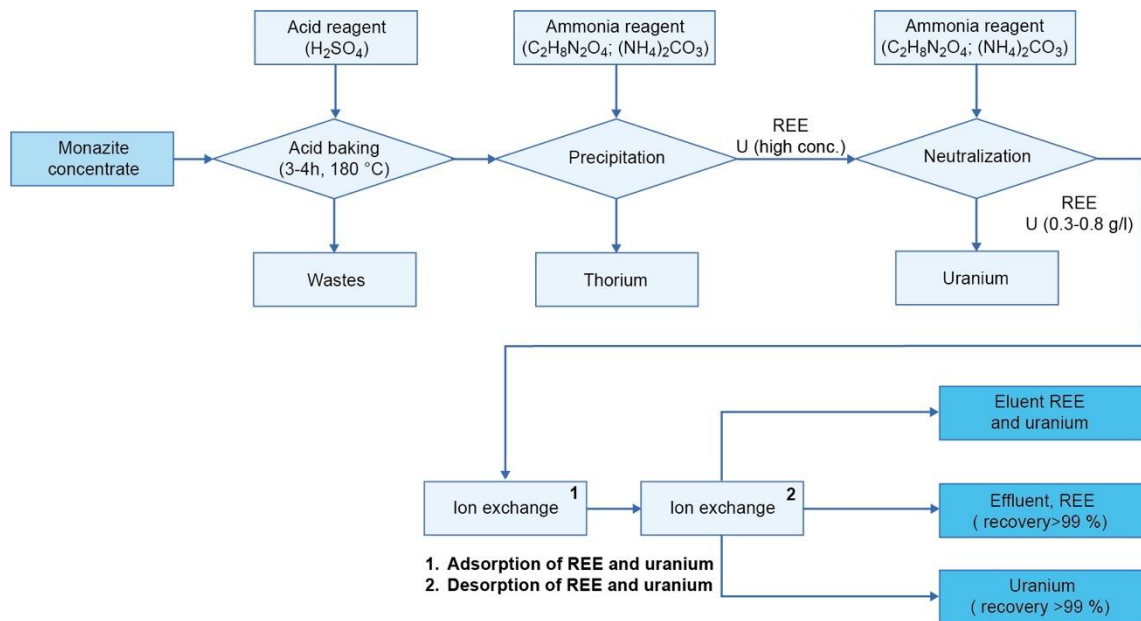 Acid reagent
(H₂SO₄)
Ammonia reagent
(C₂H₈N₂O₄; (NH₄)₂CO₃)
Ammonia reagent
(C₂H₈N₂O₄; (NH₄)₂CO₃)
Monazite
concentrate
Acid baking
(3-4h, 180 °C)
Precipitation
REE
U (high conc.)
Neutralization
REE
U (0.3-0.8 g/l)
Wastes
Thorium
Uranium
Eluent REE
and uranium
Ion exchange 1
Ion exchange 2
Effluent, REE
( recovery>99 %)
1. Adsorption of REE and uranium
2. Desorption of REE and uranium
Uranium
( recovery >99 %)